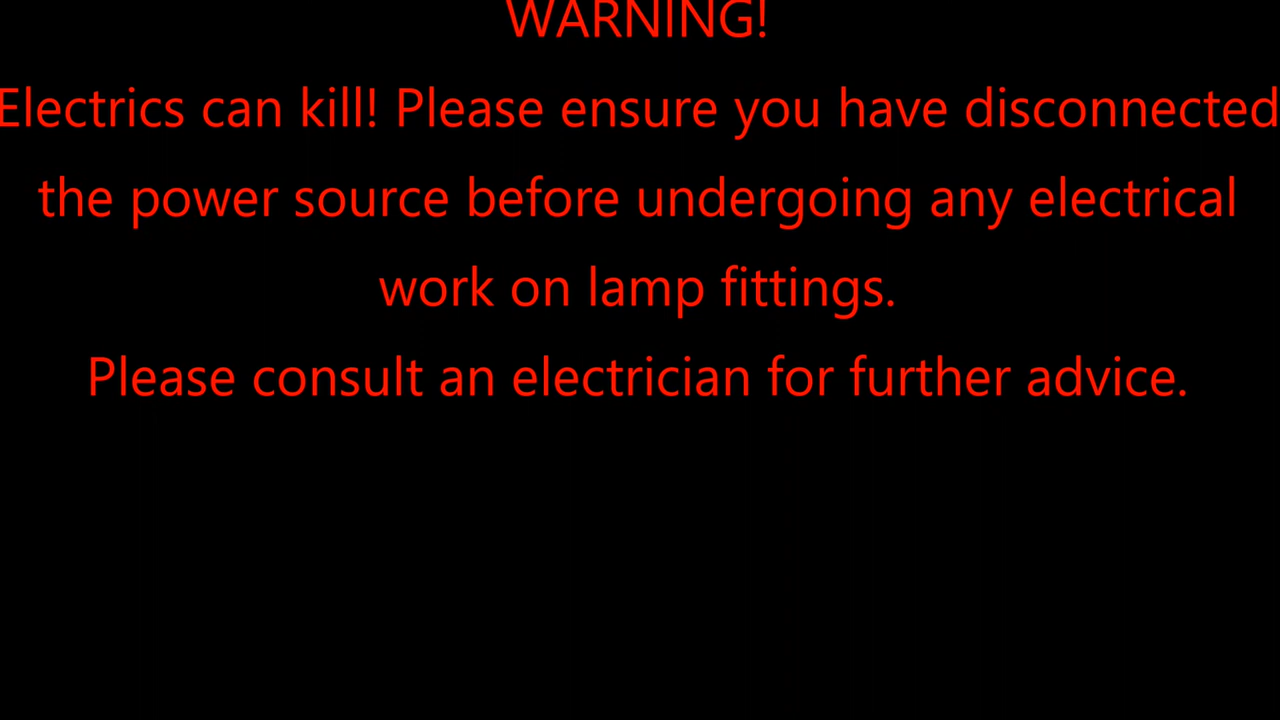 WARNING!
Electrics can kill! Please ensure you have disconnected
the power source before undergoing any electrical
work on lamp fittings.
Please consult an electrician for further advice.